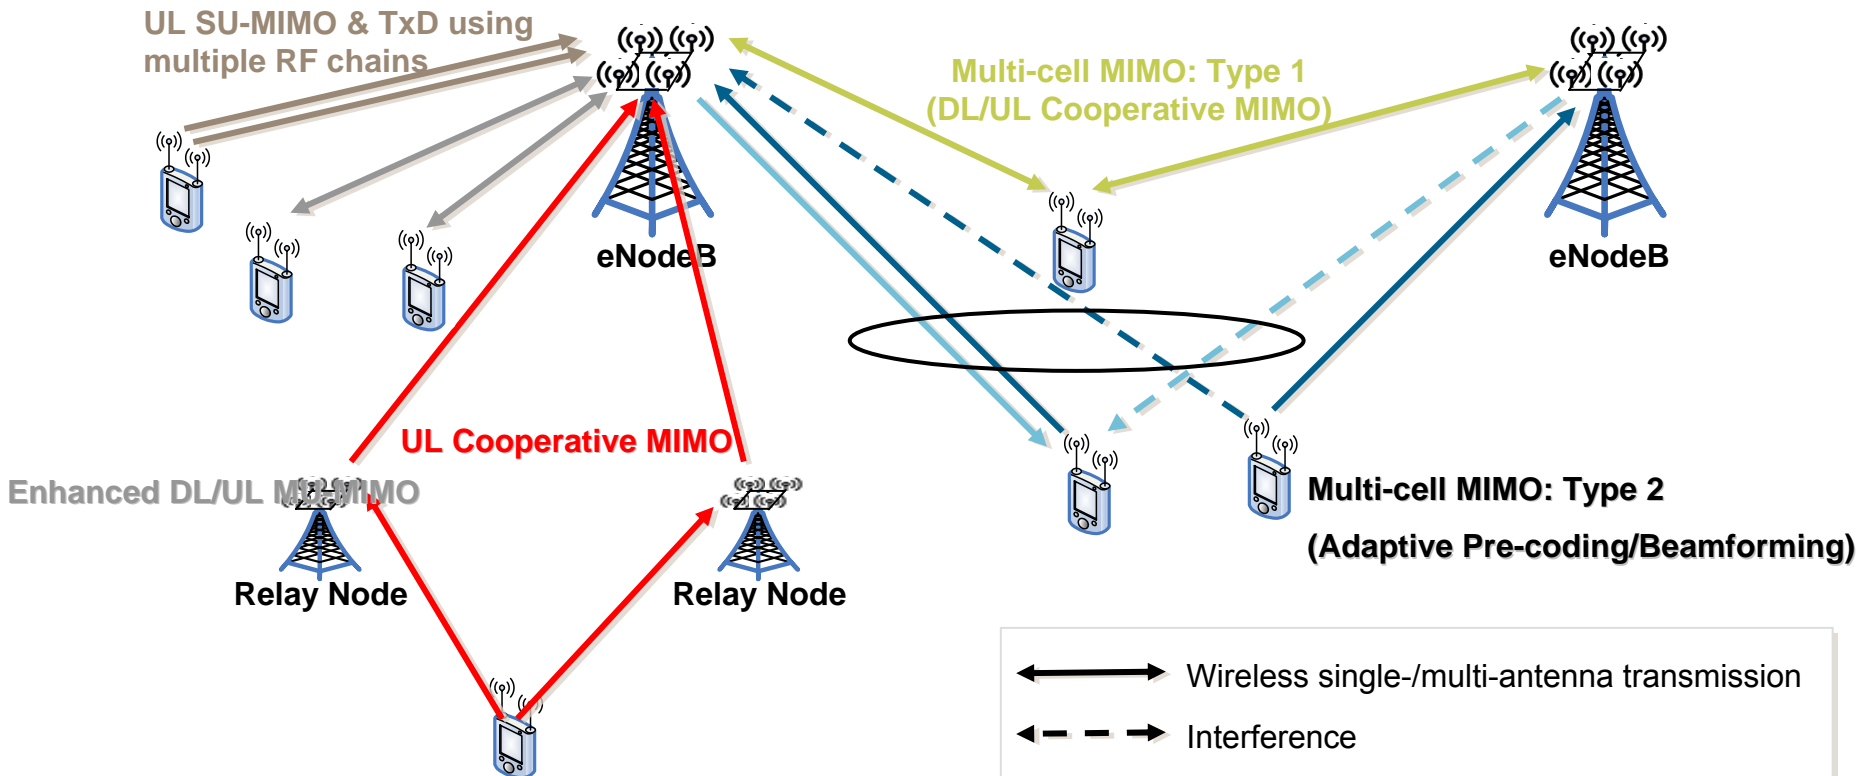 UL SU-MIMO & TxD using
multiple RF chains
Multi-cell MIMO: Type 1
(DL/UL Cooperative MIMO)
eNodeB
eNodeB
UL Cooperative MIMO
Enhanced DL/UL MU-MIMO
Multi-cell MIMO: Type 2
(Adaptive Pre-coding/Beamforming)
Relay Node
Relay Node
Wireless single-/multi-antenna transmission
Interference